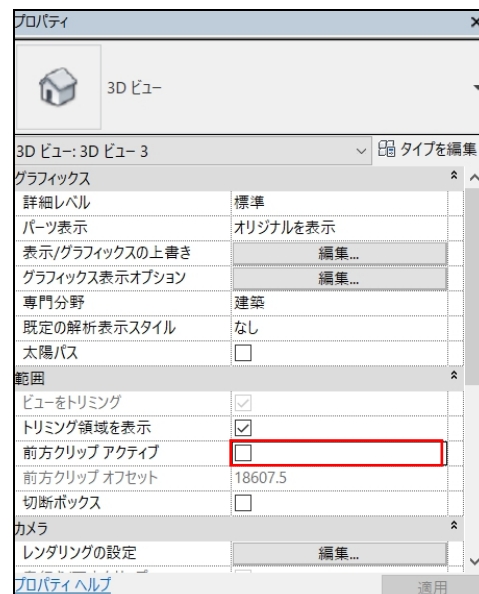 プロパティ
3D ビュー
3D ビュー: 3D ビュー 3 タイプを編集
グラフィックス
詳細レベル 標準
パーツ表示 オリジナルを表示
表示/グラフィックスの上書き 編集...
グラフィックス表示オプション 編集...
専門分野 建築
既定の解析表示スタイル なし
太陽パス
範囲
ビューをトリミング
トリミング領域を表示
前方クリップ アクティブ
前方クリップ オフセット 18607.5
切断ボックス
カメラ
レンダリングの設定 編集...
プロパティ ヘルプ 適用